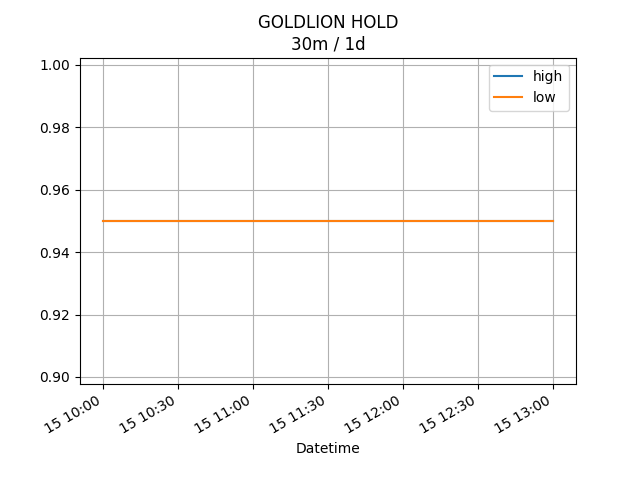 GOLDLION HOLD
30m / 1d
1.00
high
low
0.98
0.96
0.94
0.92
0.90
15 10:00
15 10:30
15 11:00
15 11:30
15 12:00
15 12:30
15 13:00
Datetime